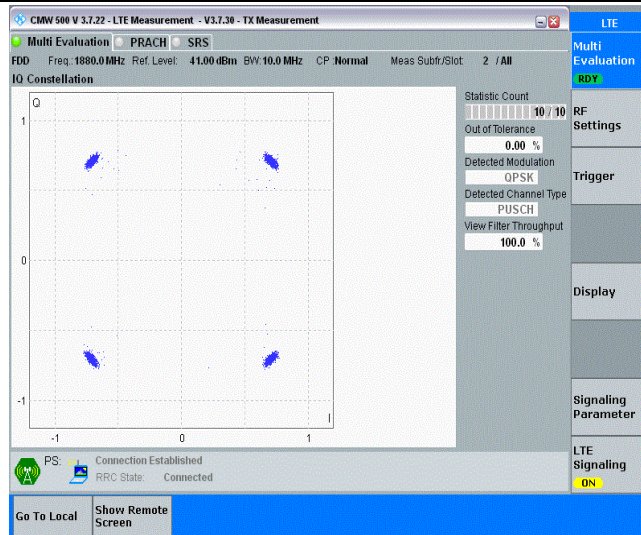 CMW 500 V 3.7.22 - LTE Measurement - V3.7.30 - TX Measurement
Multi Evaluation PRACH SRS
FDD Freq.: 1880.0 MHz Ref. Level: 41.00 dBm BW: 10.0 MHz CP :Normal Meas Subfr./Slot: 2 / All
IQ Constellation
Q
1
0
-1
-1 0 1
I
Statistic Count
10 / 10
Out of Tolerance
0.00 %
Detected Modulation
QPSK
Detected Channel Type
PUSCH
View Filter Throughput
100.0 %
PS: Connection Established
RRC State: Connected
LTE
Multi
Evaluation
RDY
RF
Settings
Trigger
Display
Signaling
Parameter
LTE
Signaling
ON
Go To Local
Show Remote
Screen